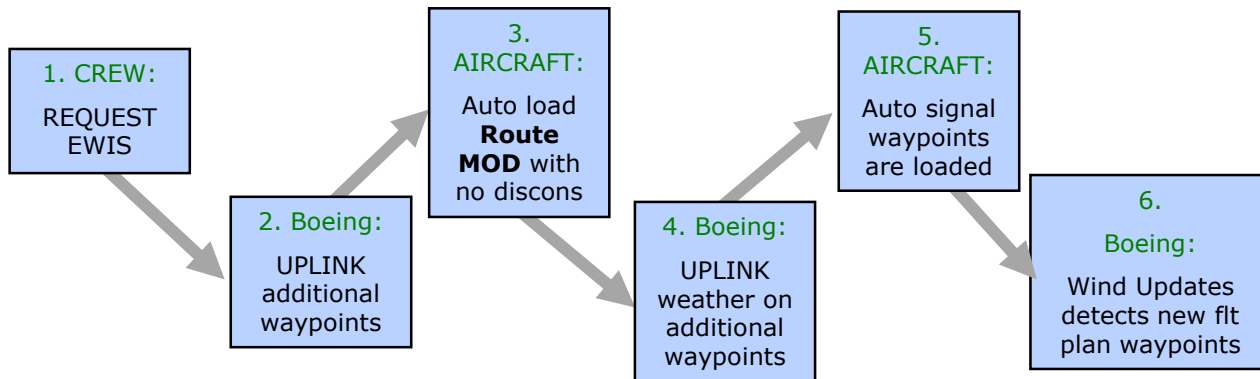 1. CREW:
REQUEST
EWIS
2. Boeing:
UPLINK
additional
waypoints
3.
AIRCRAFT:
Auto load
Route
MOD with
no discons
4. Boeing:
UPLINK
weather on
additional
waypoints
5.
AIRCRAFT:
Auto signal
waypoints
are loaded
6.
Boeing:
Wind Updates
detects new flt
plan waypoints